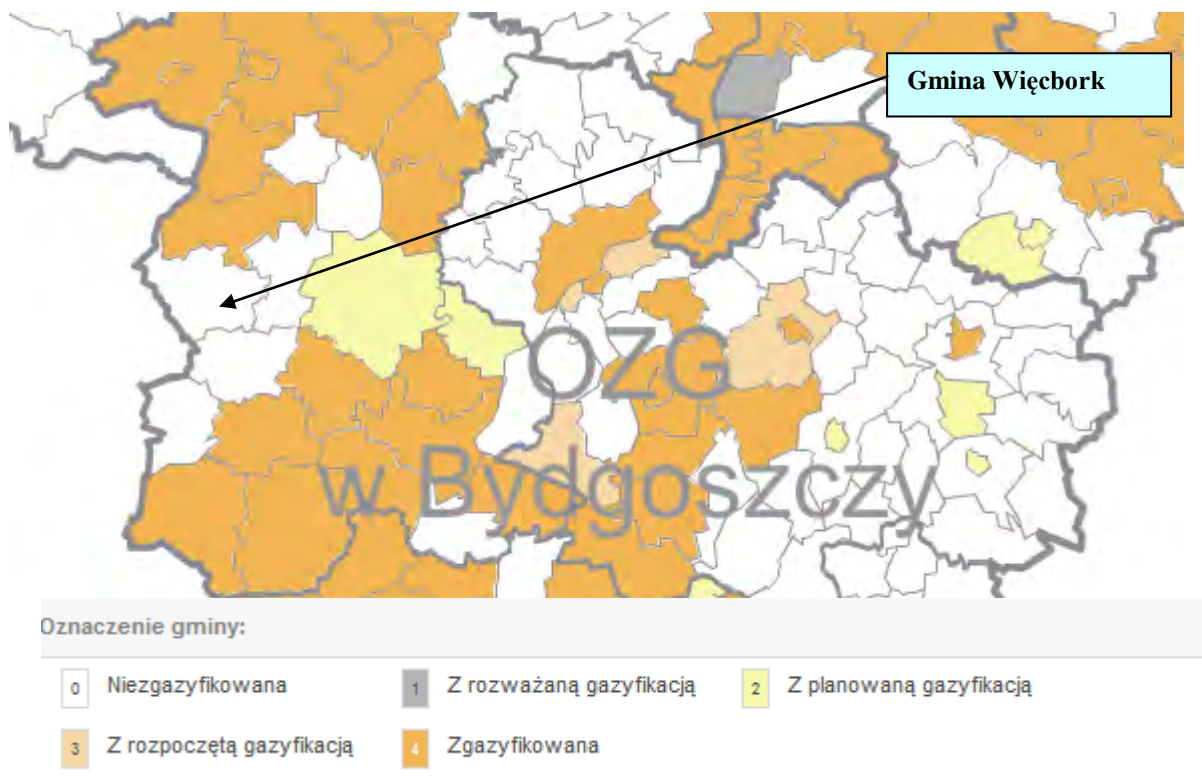 Gmina Więcbork
OZG
w Bydgoszczy
Oznaczenie gminy:
0 Niezgazyfikowana 1 Z rozważaną gazyfikacją 2 Z planowaną gazyfikacją
3 Z rozpoczętą gazyfikacją 4 Zgazyfikowana